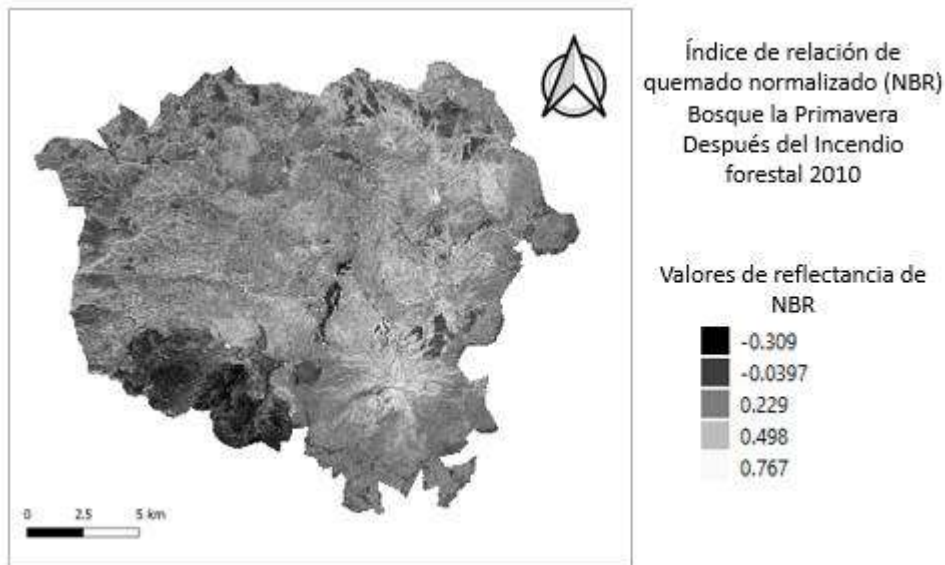 Índice de relación de
quemado normalizado (NBR)
Bosque la Primavera
Después del Incendio
forestal 2010
Valores de reflectancia de
NBR
-0.309
-0.0397
0.229
0.498
0.767
0 2.5 5 km